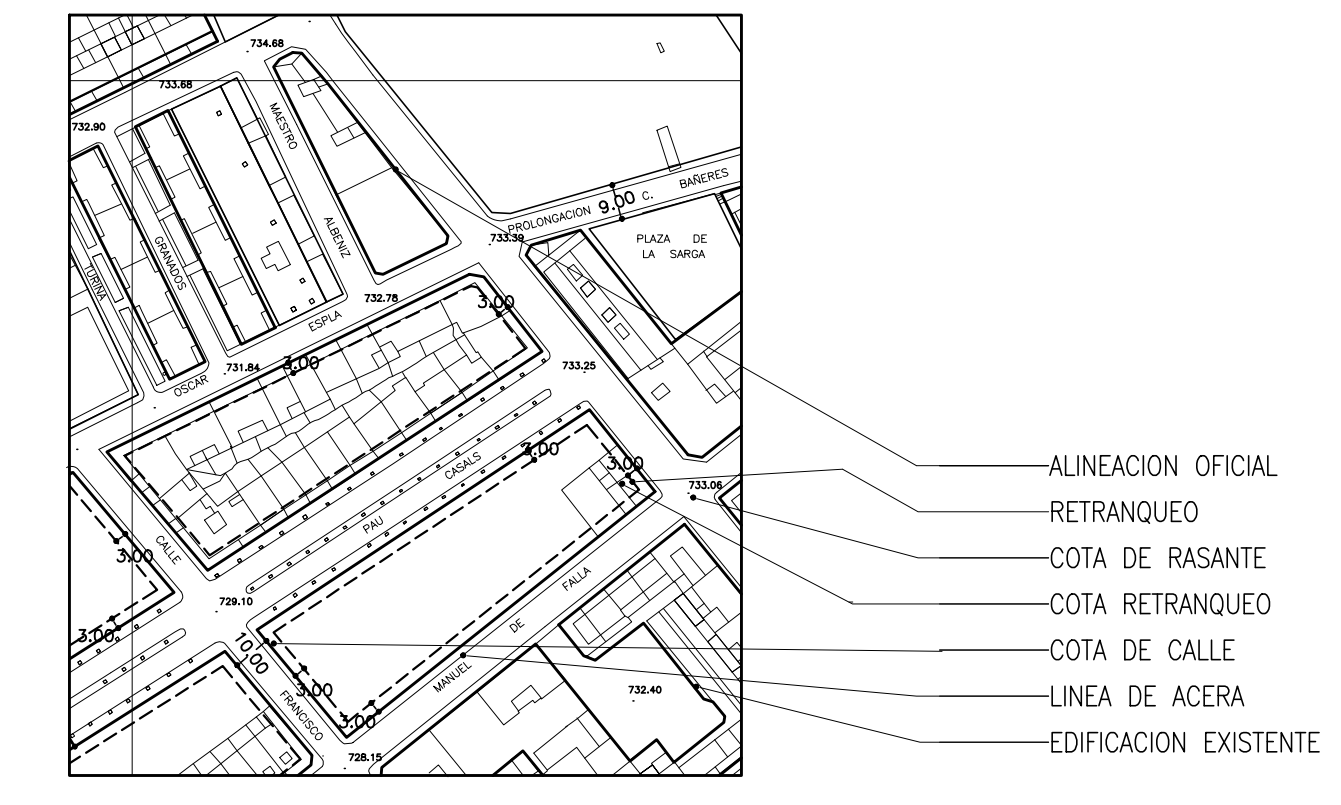 734.68
733.68
732.90
MAESTRO
ALBENIZ
GRANADOS
TURINA
PROLONGACION 9.00 C. BAÑERES
733.39
PLAZA DE
LA SARGA
732.78
3.00
ESPLA
3.00
731.84
OSCAR
733.25
3.00
CASALS
PAU
3.00
733.06
CALLE
3.00
729.10
FALLA
DE
MANUEL
3.00
10.00
FRANCISCO
3.00
3.00
732.40
728.15
ALINEACION OFICIAL
RETRANQUEO
COTA DE RASANTE
COTA RETRANQUEO
COTA DE CALLE
LINEA DE ACERA
EDIFICACION EXISTENTE